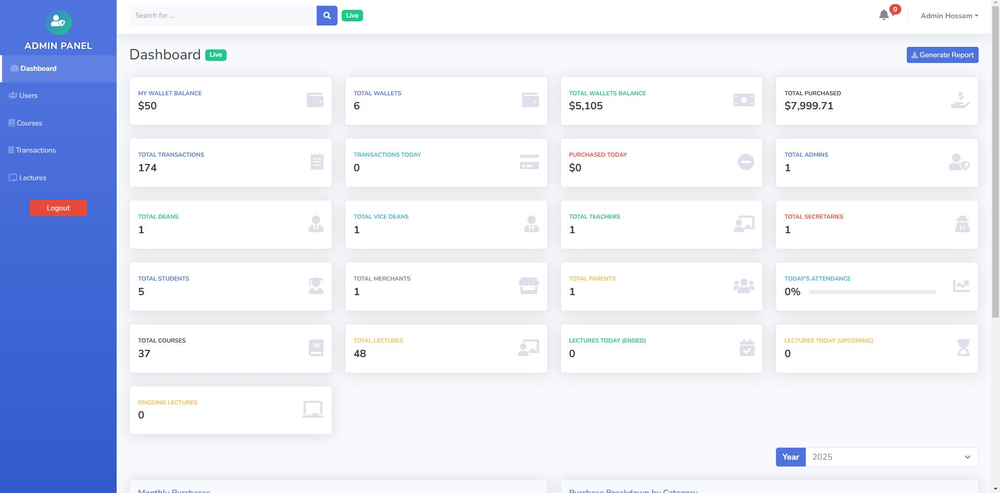 ADMIN PANEL
Dashboard
Users
Courses
Transactions
Lectures
Logout
Search for ...
Live
0
Admin Hossam
Dashboard Live
Generate Report
MY WALLET BALANCE
$50
TOTAL WALLETS
6
TOTAL WALLETS BALANCE
$5,105
TOTAL PURCHASED
$7,999.71
TOTAL TRANSACTIONS
174
TRANSACTIONS TODAY
0
PURCHASED TODAY
$0
TOTAL ADMINS
1
TOTAL DEANS
1
TOTAL VICE DEANS
1
TOTAL TEACHERS
1
TOTAL SECRETARIES
1
TOTAL STUDENTS
5
TOTAL MERCHANTS
1
TOTAL PARENTS
1
TODAY'S ATTENDANCE
0%
TOTAL COURSES
37
TOTAL LECTURES
48
LECTURES TODAY (ENDED)
0
LECTURES TODAY (UPCOMING)
0
ONGOING LECTURES
0
Year 2025
Monthly Purchases
Purchase Breakdown by Category